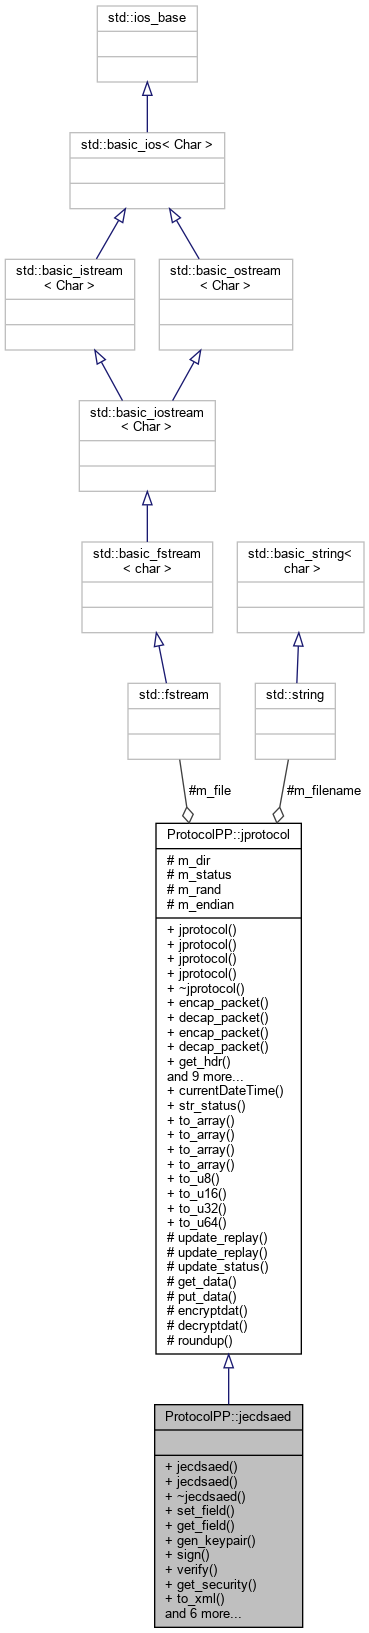 std::ios_base
std::basic_ios< Char >
std::basic_istream
< Char >
std::basic_ostream
< Char >
std::basic_iostream
< Char >
std::basic_fstream
< char >
std::basic_string<
char >
std::fstream
std::string
#m_file
#m_filename
ProtocolPP::jprotocol
# m_dir
# m_status
# m_rand
# m_endian
+ jprotocol()
+ jprotocol()
+ jprotocol()
+ jprotocol()
+ ~jprotocol()
+ encap_packet()
+ decap_packet()
+ encap_packet()
+ decap_packet()
+ get_hdr()
and 9 more...
+ currentDateTime()
+ str_status()
+ to_array()
+ to_array()
+ to_array()
+ to_array()
+ to_u8()
+ to_u16()
+ to_u32()
+ to_u64()
# update_replay()
# update_replay()
# update_status()
# get_data()
# put_data()
# encryptdat()
# decryptdat()
# roundup()
ProtocolPP::jecdsaed
+ jecdsaed()
+ jecdsaed()
+ ~jecdsaed()
+ set_field()
+ get_field()
+ gen_keypair()
+ sign()
+ verify()
+ get_security()
+ to_xml()
and 6 more...